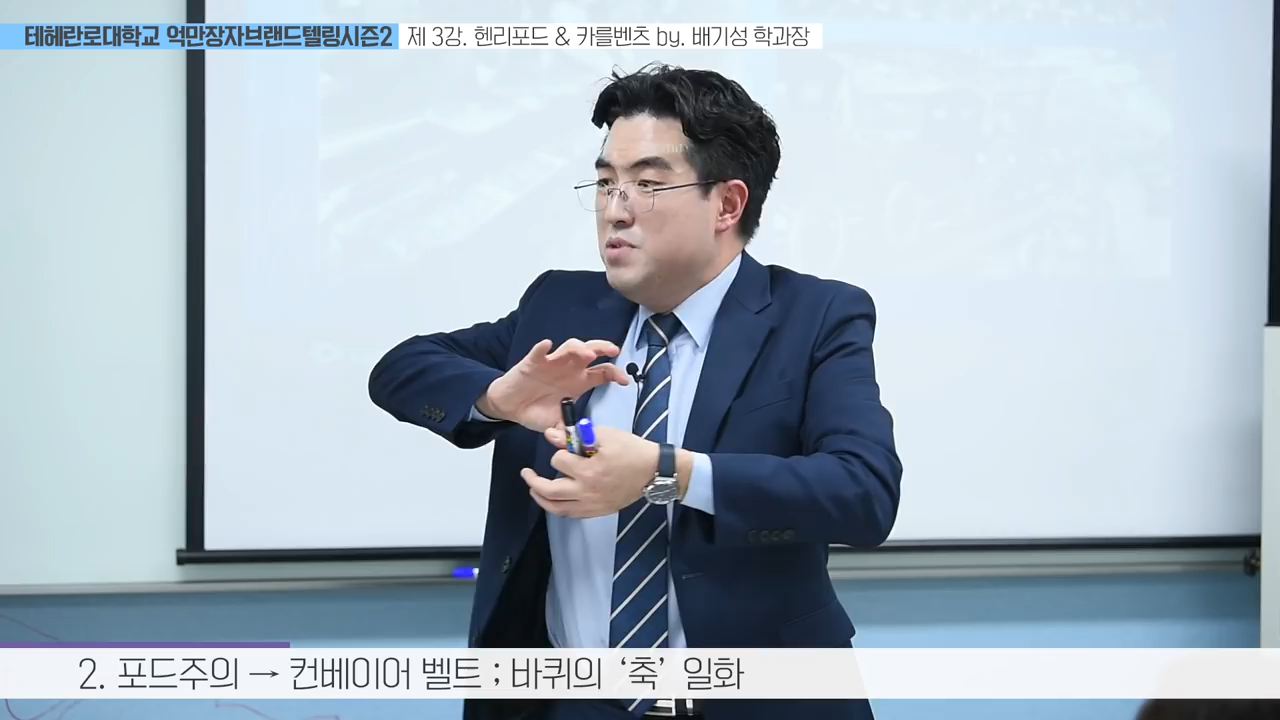 테헤란로대학교 억만장자브랜드텔링시즌2 제 3강. 헨리포드 & 카를벤츠 by. 배기성 학과장
2. 포드주의 → 컨베이어 벨트 ; 바퀴의 ‘축’ 일화